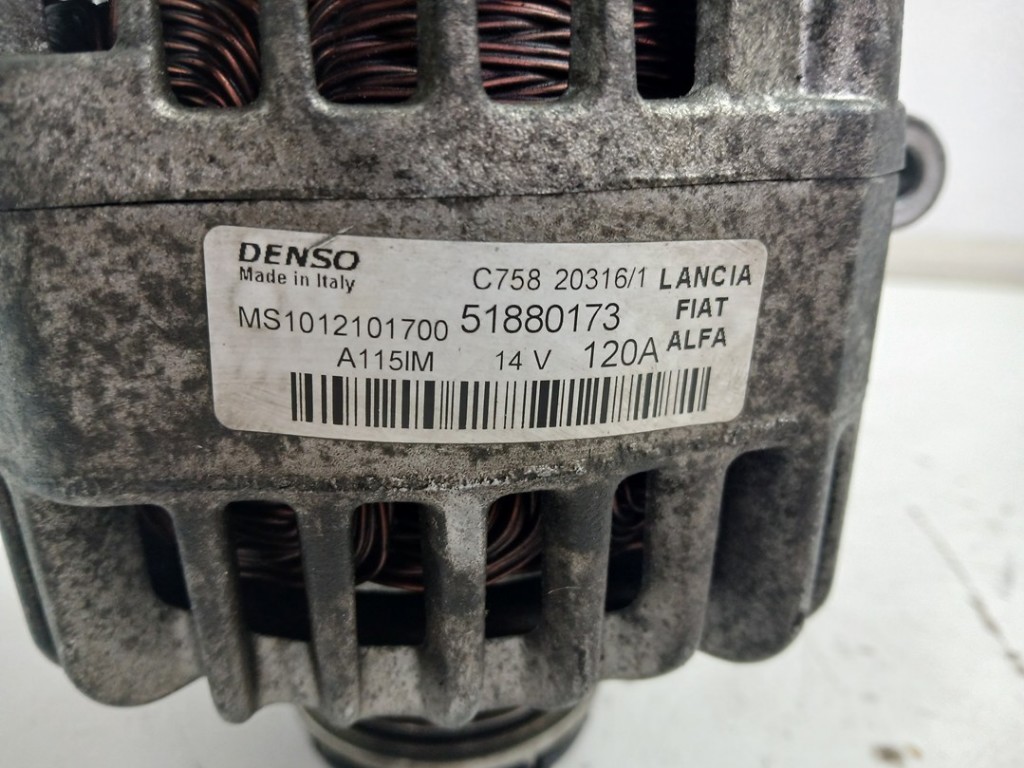 DENSO
Made in Italy
C758 20316/1 LANCIA
MS1012101700 51880173 FIAT
A115IM 14 V 120A ALFA